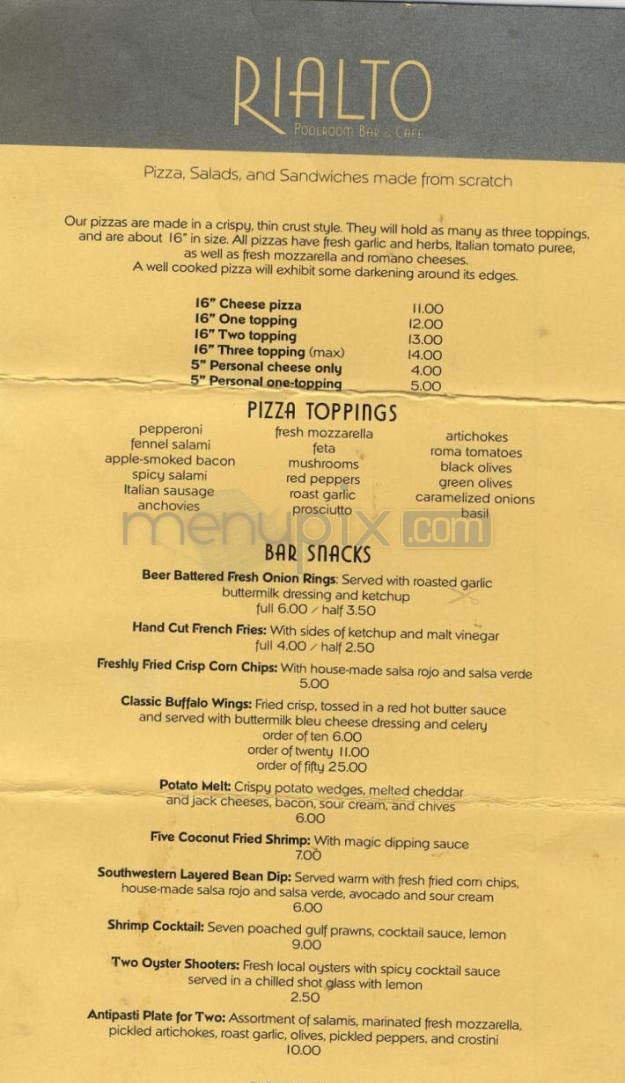 RIALTO
POOLROOM BAR & CAFE
Pizza, Salads, and Sandwiches made from scratch
Our pizzas are made in a crispy, thin crust style. They will hold as many as three toppings,
and are about 16" in size. All pizzas have fresh garlic and herbs, Italian tomato puree,
as well as fresh mozzarella and romano cheeses.
A well cooked pizza will exhibit some darkening around its edges.
16" Cheese pizza 11.00
16" One topping 12.00
16" Two topping 13.00
16" Three topping (max) 14.00
5" Personal cheese only 4.00
5" Personal one-topping 5.00
PIZZA TOPPINGS
pepperoni fresh mozzarella artichokes
fennel salami feta roma tomatoes
apple-smoked bacon mushrooms black olives
spicy salami red peppers green olives
Italian sausage roast garlic caramelized onions
anchovies prosciutto basil
menupix.com
BAR SNACKS
Beer Battered Fresh Onion Rings: Served with roasted garlic
buttermilk dressing and ketchup
full 6.00 / half 3.50
Hand Cut French Fries: With sides of ketchup and malt vinegar
full 4.00 / half 2.50
Freshly Fried Crisp Corn Chips: With house-made salsa rojo and salsa verde
5.00
Classic Buffalo Wings: Fried crisp, tossed in a red hot butter sauce
and served with buttermilk bleu cheese dressing and celery
order of ten 6.00
order of twenty 11.00
order of fifty 25.00
Potato Melt: Crispy potato wedges, melted cheddar
and jack cheeses, bacon, sour cream, and chives
6.00
Five Coconut Fried Shrimp: With magic dipping sauce
7.00
Southwestern Layered Bean Dip: Served warm with fresh fried corn chips,
house-made salsa rojo and salsa verde, avocado and sour cream
6.00
Shrimp Cocktail: Seven poached gulf prawns, cocktail sauce, lemon
9.00
Two Oyster Shooters: Fresh local oysters with spicy cocktail sauce
served in a chilled shot glass with lemon
2.50
Antipasti Plate for Two: Assortment of salamis, marinated fresh mozzarella,
pickled artichokes, roast garlic, olives, pickled peppers, and crostini
10.00